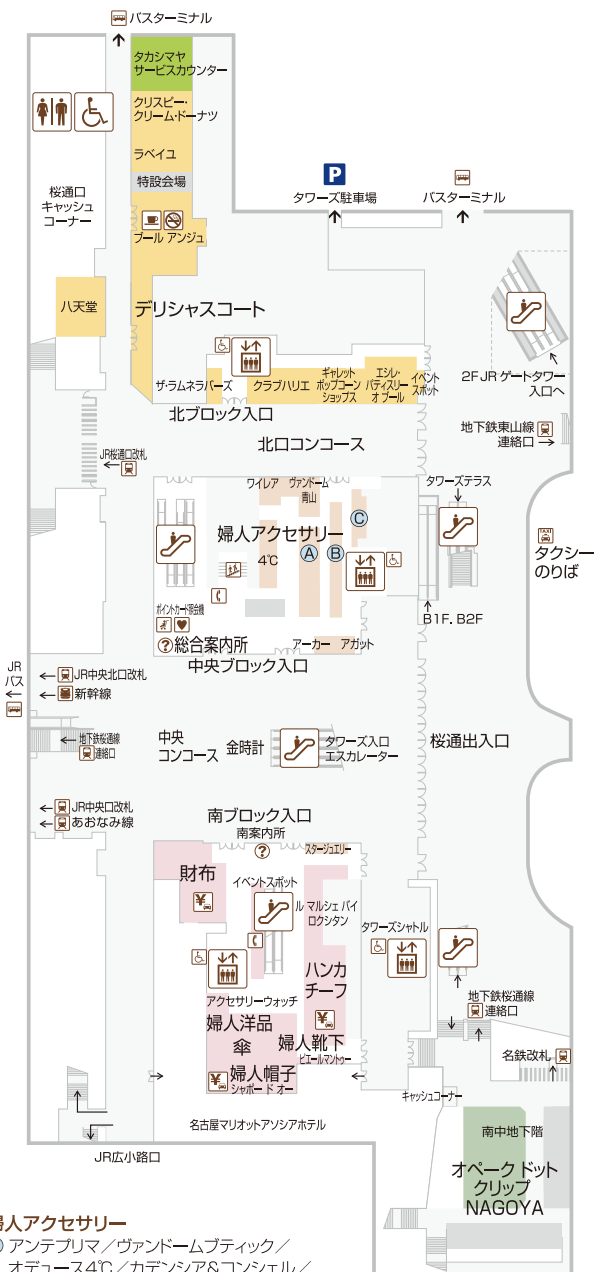 バスターミナル
タカシマヤ
サービスカウンター
クリスピー・
クリーム・ドーナツ
ラベイユ
特設会場
桜通口
キャッシュ
コーナー
P
タワーズ駐車場
バスターミナル
ブール アンジュ
八天堂
デリシャスコート
2F JR ゲートタワー
入口へ
ザ・ラムネラバーズ
クラブハリエ
ギャレット
ポップコーン
ショップス
エシレ・
パティスリー
オ ブール
イベント
スポット
北ブロック入口
地下鉄東山線
連絡口
北口コンコース
JR桜通口改札
ワイレア
ヴァンドーム
青山
タワーズテラス
C
婦人アクセサリー
4℃
A
B
TAXI
タクシー
のりば
B1F. B2F
?総合案内所
アーカー
アガット
中央ブロック入口
JR
バス
JR中央北口改札
新幹線
地下鉄桜通線
連絡口
中央
コンコース
金時計
タワーズ入口
エスカレーター
桜通出入口
JR中央口改札
あおなみ線
南ブロック入口
南案内所
?
スタージュエリー
財布
¥
イベントスポット
ル マルシェ バイ
ロクシタン
タワーズシャトル
ハンカ
チーフ
アクセサリーウォッチ
婦人洋品
傘
¥
婦人靴下
ピエールマントゥー
地下鉄桜通線
連絡口
¥
婦人帽子
シャポー ド オー
名鉄改札
キャッシュコーナー
名古屋マリオットアソシアホテル
南中地下階
JR広小路口
オペーク ドット
クリップ
NAGOYA
婦人アクセサリー
アンテプリマ／ヴァンドームブティック／
オデュース4℃／カデンシア&コンシェル／